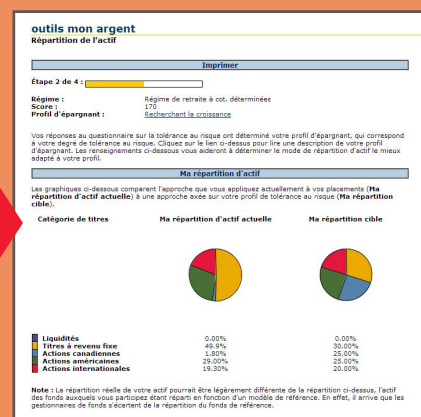 outils mon argent
Répartition de l'actif
Imprimer
Étape 2 de 4 :
Régime : Régime de retraite à cot. déterminées
Score : 170
Profil d'épargnant : Recherchant la croissance
Vos réponses au questionnaire sur la tolérance au risque ont déterminé votre profil d'épargnant, qui correspond
à votre degré de tolérance au risque. Cliquez sur le lien ci-dessous pour lire une description de votre profil
d'épargnant. Les renseignements ci-dessous vous aideront à déterminer le mode de répartition d'actif le mieux
adapté à votre profil.
Ma répartition d'actif
Les graphiques ci-dessous comparent l'approche que vous appliquez actuellement à vos placements (Ma
répartition d'actif actuelle) à une approche axée sur votre profil de tolérance au risque (Ma répartition
cible).
Catégorie de titres Ma répartition d'actif actuelle Ma répartition cible
Liquidités 0.00% 0.00%
Titres à revenu fixe 49.9% 30.00%
Actions canadiennes 1.80% 25.00%
Actions américaines 29.00% 25.00%
Actions internationales 19.30% 20.00%
Note : La répartition réelle de votre actif pourrait être légèrement différente de la répartition ci-dessus, l'actif
des fonds auxquels vous participez étant réparti en fonction d'un modèle de référence. En effet, il arrive que les
gestionnaires de fonds s'écartent de la répartition du fonds de référence.